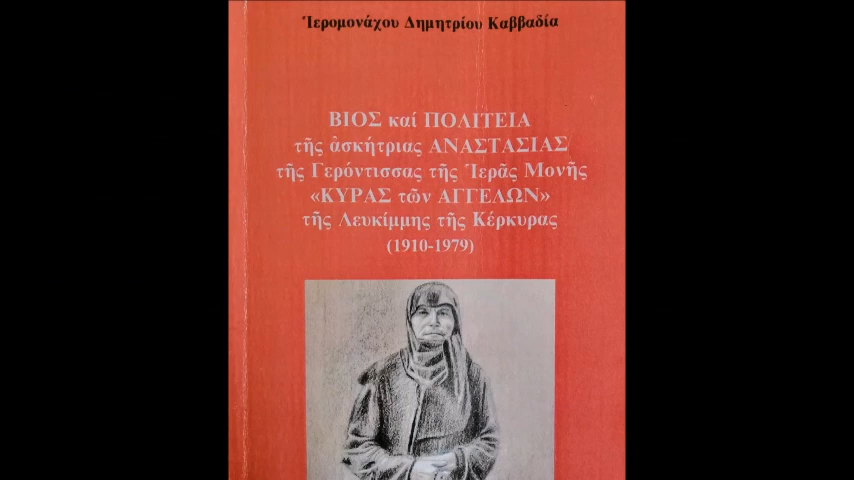 Ἱερομονάχου Δημητρίου Καββαδία
ΒΙΟΣ καί ΠΟΛΙΤΕΙΑ
τῆς ἀσκήτριας ΑΝΑΣΤΑΣΙΑΣ
τῆς Γερόντισσας τῆς Ἱερᾶς Μονῆς
«ΚΥΡΑΣ τῶν ΑΓΓΕΛΩΝ»
τῆς Λευκίμμης τῆς Κέρκυρας
(1910-1979)